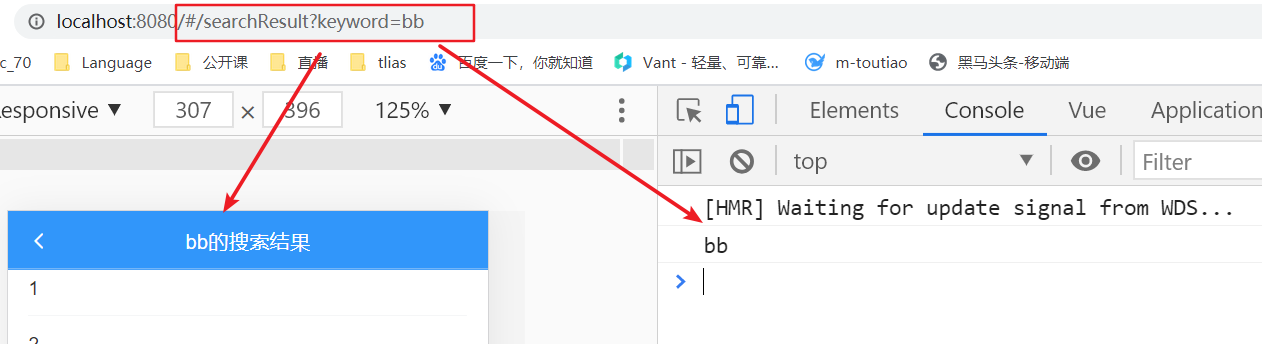 localhost:8080/#/searchResult?keyword=bb
c_70 Language 公开课 直播 tlias 百度一下，你就知道 Vant - 轻量、可靠... m-toutiao 黑马头条-移动端
esponsive ▼ 307 × 396 125% ▼
Elements Console Vue Application
top ▼ Filter
[HMR] Waiting for update signal from WDS...
bb
bb的搜索结果
1
2